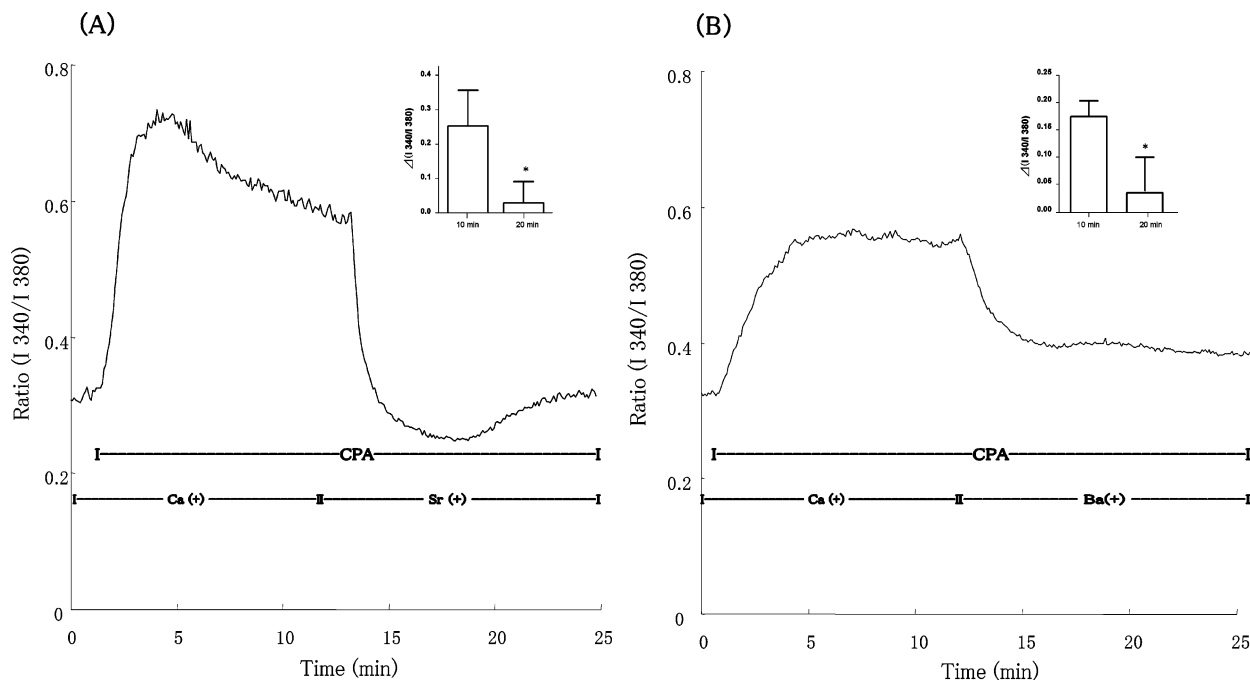 (A)
0.8
0.6
0.4
0.2
0
Ratio (I 340/I 380)
0.4
0.3
0.2
0.1
0.0
⊿(I 340/I 380)
*
10 min
20 min
I CPA I
I Ca (+) II Sr (+) I
0 5 10 15 20 25
Time (min)
(B)
0.8
0.6
0.4
0.2
0
Ratio (I 340/I 380)
0.25
0.20
0.15
0.10
0.05
0.00
⊿(I 340/I 380)
*
10 min
20 min
I CPA I
I Ca (+) II Ba(+) I
0 5 10 15 20 25
Time (min)